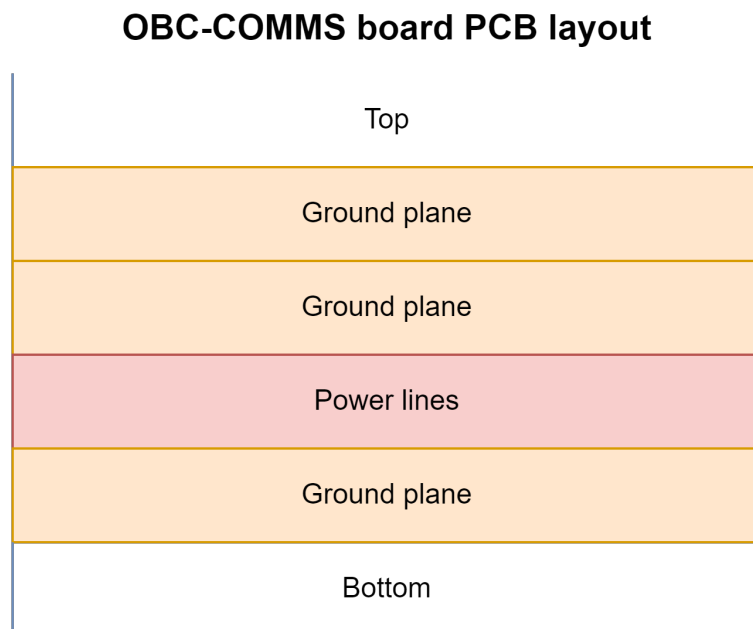 OBC-COMMS board PCB layout
Top
Ground plane
Ground plane
Power lines
Ground plane
Bottom